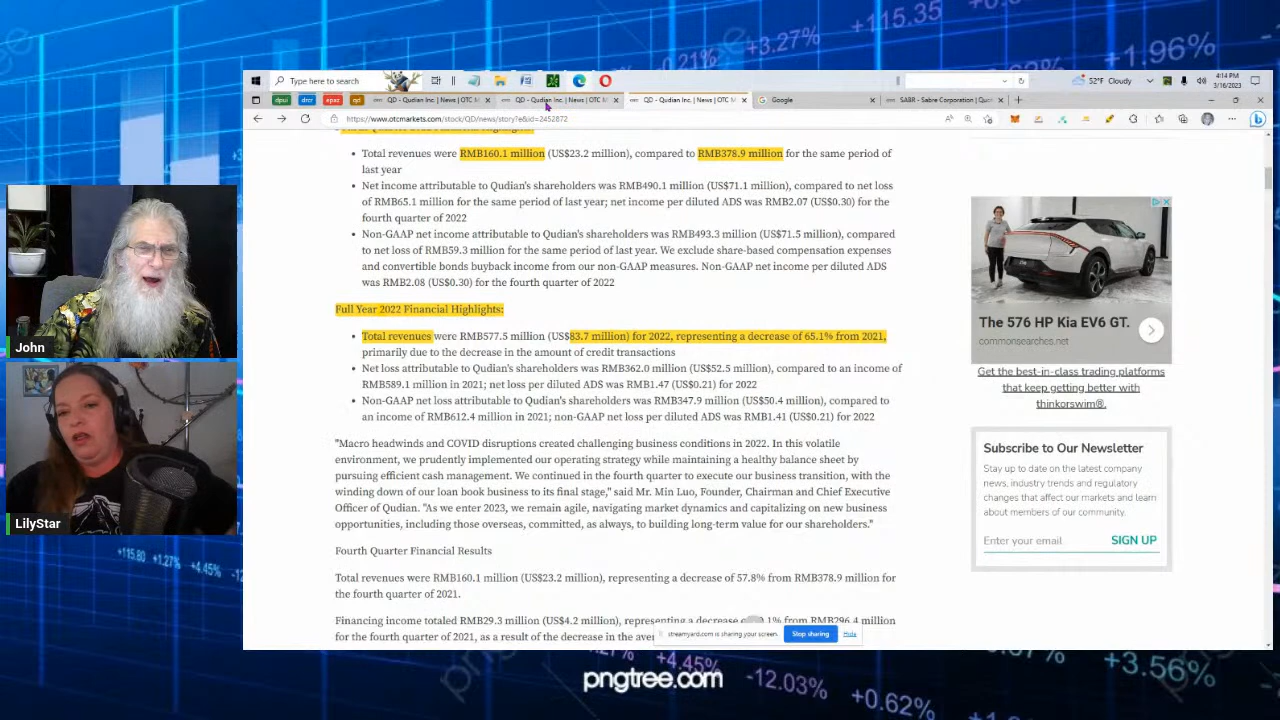 +115.35
+3.27%
+1.96%
Type here to search
52°F Cloudy
4:14 PM
3/16/2023
dpui
drcr
epaz
qd
QD - Qudian Inc. | News | OTC M
QD - Qudian Inc. | News | OTC M
QD - Qudian Inc. | News | OTC M
Google
SABR - Sabre Corporation | Quot
https://www.otcmarkets.com/stock/QD/news/story?e&id=2452872
Total revenues were RMB160.1 million (US$23.2 million), compared to RMB378.9 million for the same period of
last year
Net income attributable to Qudian's shareholders was RMB490.1 million (US$71.1 million), compared to net loss
of RMB65.1 million for the same period of last year; net income per diluted ADS was RMB2.07 (US$0.30) for the
fourth quarter of 2022
Non-GAAP net income attributable to Qudian's shareholders was RMB493.3 million (US$71.5 million), compared
to net loss of RMB59.3 million for the same period of last year. We exclude share-based compensation expenses
and convertible bonds buyback income from our non-GAAP measures. Non-GAAP net income per diluted ADS
was RMB2.08 (US$0.30) for the fourth quarter of 2022
Full Year 2022 Financial Highlights:
Total revenues were RMB577.5 million (US$83.7 million) for 2022, representing a decrease of 65.1% from 2021,
primarily due to the decrease in the amount of credit transactions
Net loss attributable to Qudian's shareholders was RMB362.0 million (US$52.5 million), compared to an income of
RMB589.1 million in 2021; net loss per diluted ADS was RMB1.47 (US$0.21) for 2022
Non-GAAP net loss attributable to Qudian's shareholders was RMB347.9 million (US$50.4 million), compared to
an income of RMB612.4 million in 2021; non-GAAP net loss per diluted ADS was RMB1.41 (US$0.21) for 2022
"Macro headwinds and COVID disruptions created challenging business conditions in 2022. In this volatile
environment, we prudently implemented our operating strategy while maintaining a healthy balance sheet by
pursuing efficient cash management. We continued in the fourth quarter to execute our business transition, with the
winding down of our loan book business to its final stage," said Mr. Min Luo, Founder, Chairman and Chief Executive
Officer of Qudian. "As we enter 2023, we remain agile, navigating market dynamics and capitalizing on new business
opportunities, including those overseas, committed, as always, to building long-term value for our shareholders."
Fourth Quarter Financial Results
Total revenues were RMB160.1 million (US$23.2 million), representing a decrease of 57.8% from RMB378.9 million for
the fourth quarter of 2021.
Financing income totaled RMB29.3 million (US$4.2 million), representing a decrease of 0.1% from RMB296.4 million
for the fourth quarter of 2021, as a result of the decrease in the aver
streamyard.com is sharing your screen.
Stop sharing
Hide
The 576 HP Kia EV6 GT.
commonsearches.net
Get the best-in-class trading platforms
that keep getting better with
thinkorswim®.
Subscribe to Our Newsletter
Stay up to date on the latest company
news, industry trends and regulatory
changes that affect our markets and learn
about members of our community.
Enter your email
SIGN UP
John
LilyStar
+115.80 +1.27% +4.45%
+4.45%
-12.03%
+0.62%
+3.56%
pngtree.com